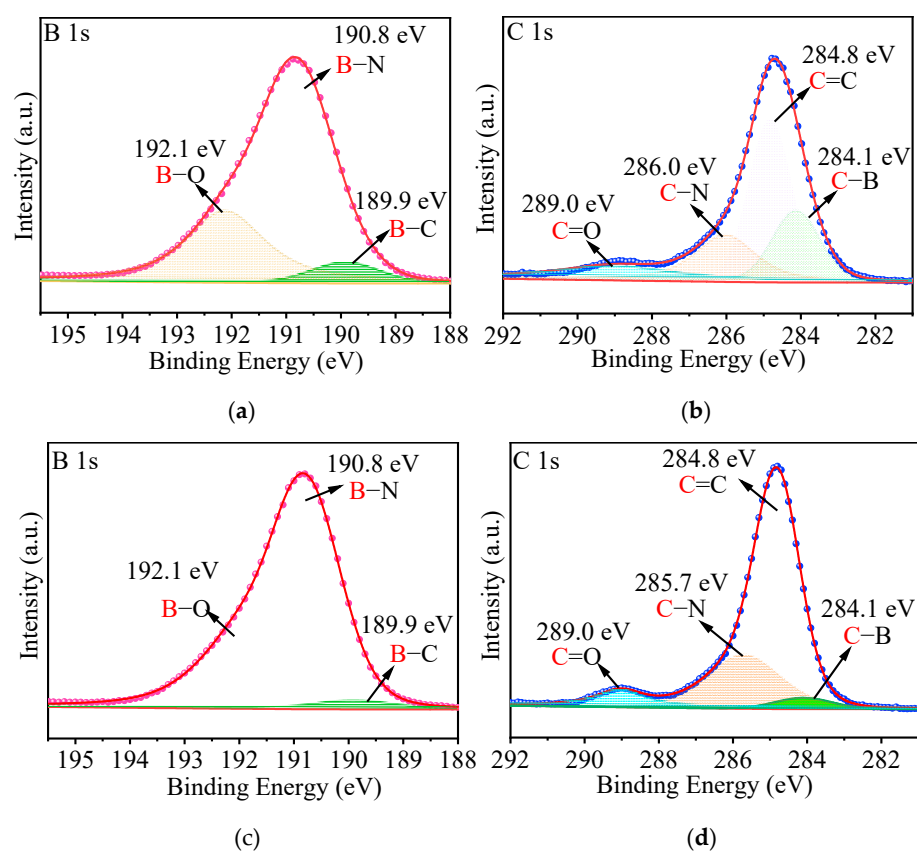 B 1s
190.8 eV
B–N
192.1 eV
B–O
189.9 eV
B–C
Intensity (a.u.)
195 194 193 192 191 190 189 188
Binding Energy (eV)
(a)
C 1s
284.8 eV
C=C
286.0 eV
C–N
284.1 eV
C–B
289.0 eV
C=O
Intensity (a.u.)
292 290 288 286 284 282
Binding Energy (eV)
(b)
B 1s
190.8 eV
B–N
192.1 eV
B–O
189.9 eV
B–C
Intensity (a.u.)
195 194 193 192 191 190 189 188
Binding Energy (eV)
(c)
C 1s
284.8 eV
C=C
285.7 eV
C–N
284.1 eV
C–B
289.0 eV
C=O
Intensity (a.u.)
292 290 288 286 284 282
Binding Energy (eV)
(d)